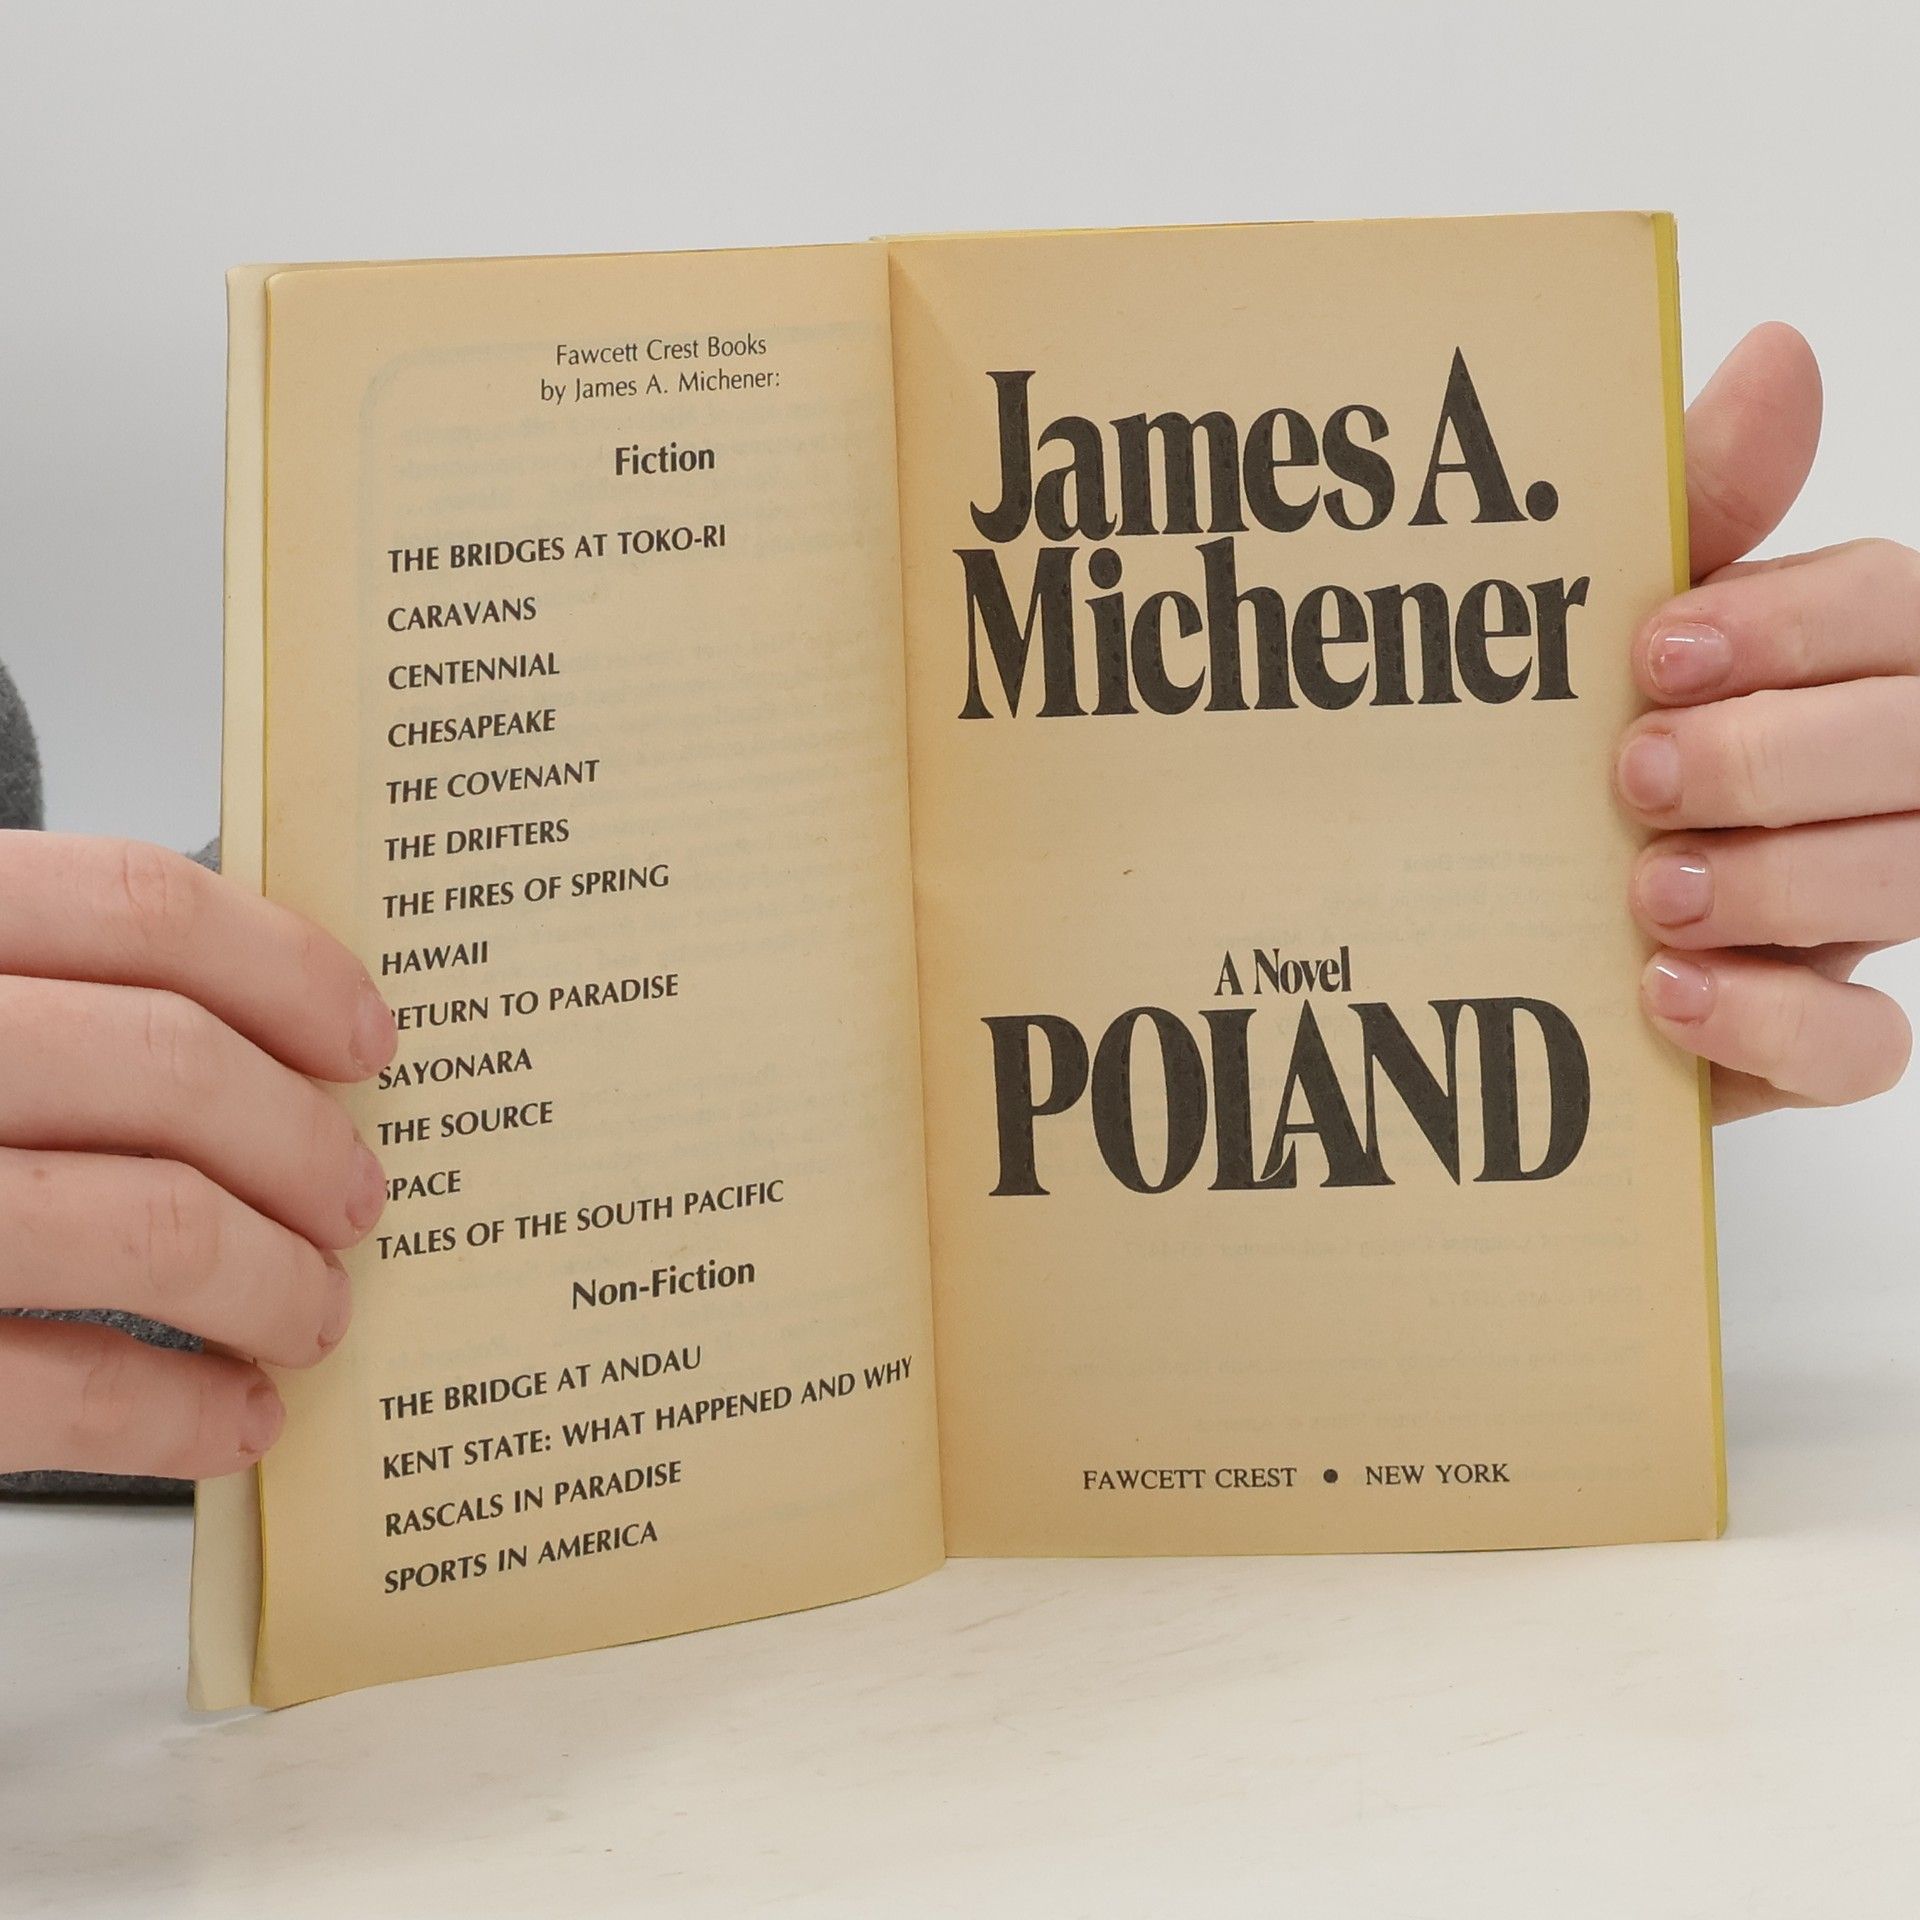 Fawcett Crest Books
by James A. Michener:
Fiction
THE BRIDGES AT TOKO-RI
CARAVANS
CENTENNIAL
CHESAPEAKE
THE COVENANT
THE DRIFTERS
THE FIRES OF SPRING
HAWAII
RETURN TO PARADISE
SAYONARA
THE SOURCE
SPACE
TALES OF THE SOUTH PACIFIC
Non-Fiction
THE BRIDGE AT ANDAU
KENT STATE: WHAT HAPPENED AND WHY
RASCALS IN PARADISE
SPORTS IN AMERICA
James A.
Michener
A Novel
POLAND
FAWCETT CREST ● NEW YORK